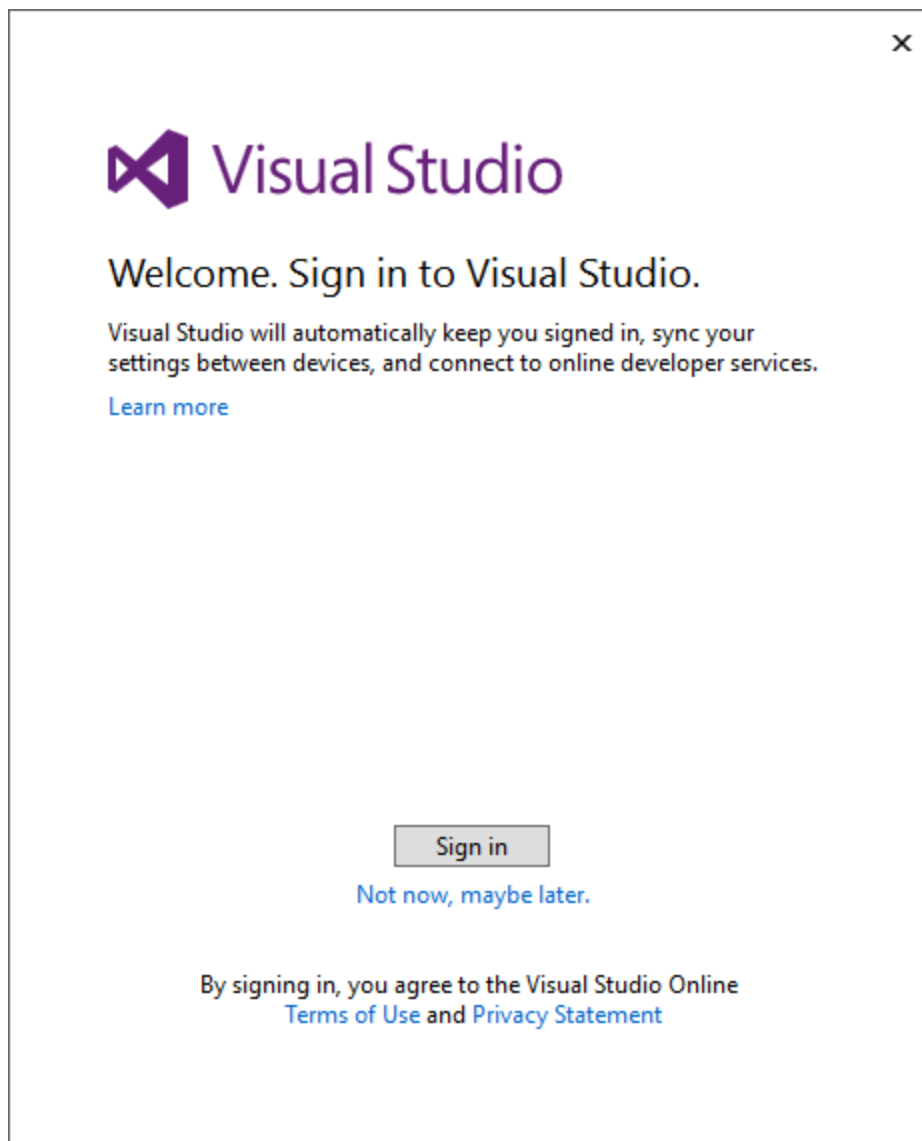 Visual Studio
Welcome. Sign in to Visual Studio.
Visual Studio will automatically keep you signed in, sync your
settings between devices, and connect to online developer services.
Learn more
Sign in
Not now, maybe later.
By signing in, you agree to the Visual Studio Online
Terms of Use and Privacy Statement